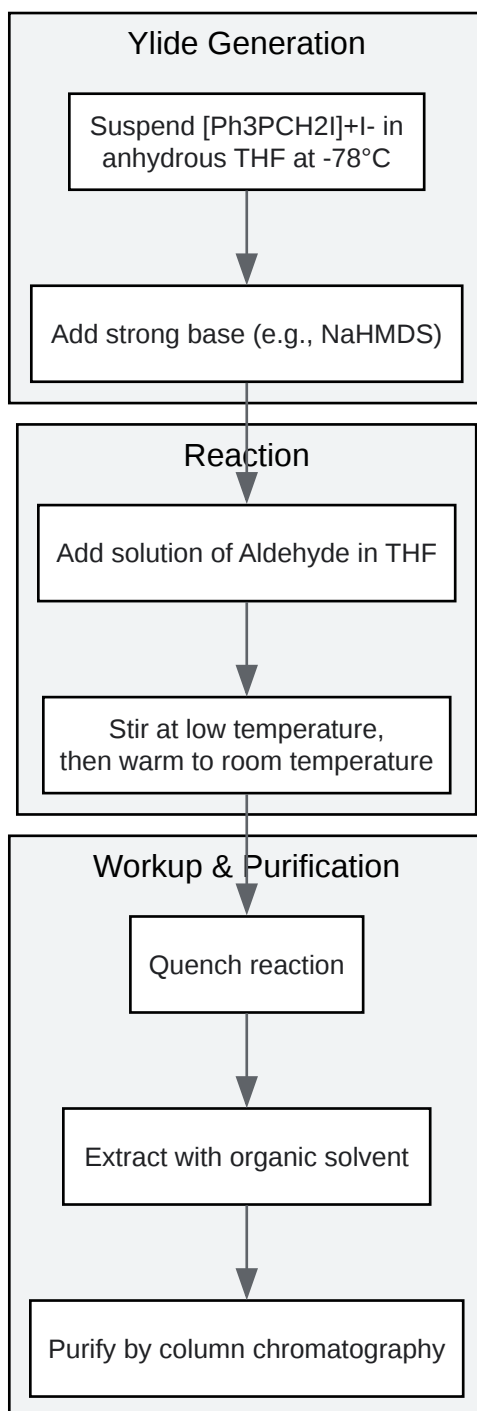 Ylide Generation
Suspend [Ph3PCH2I]+I- in
anhydrous THF at -78°C
Add strong base (e.g., NaHMDS)
Reaction
Add solution of Aldehyde in THF
Stir at low temperature,
then warm to room temperature
Workup & Purification
Quench reaction
Extract with organic solvent
Purify by column chromatography